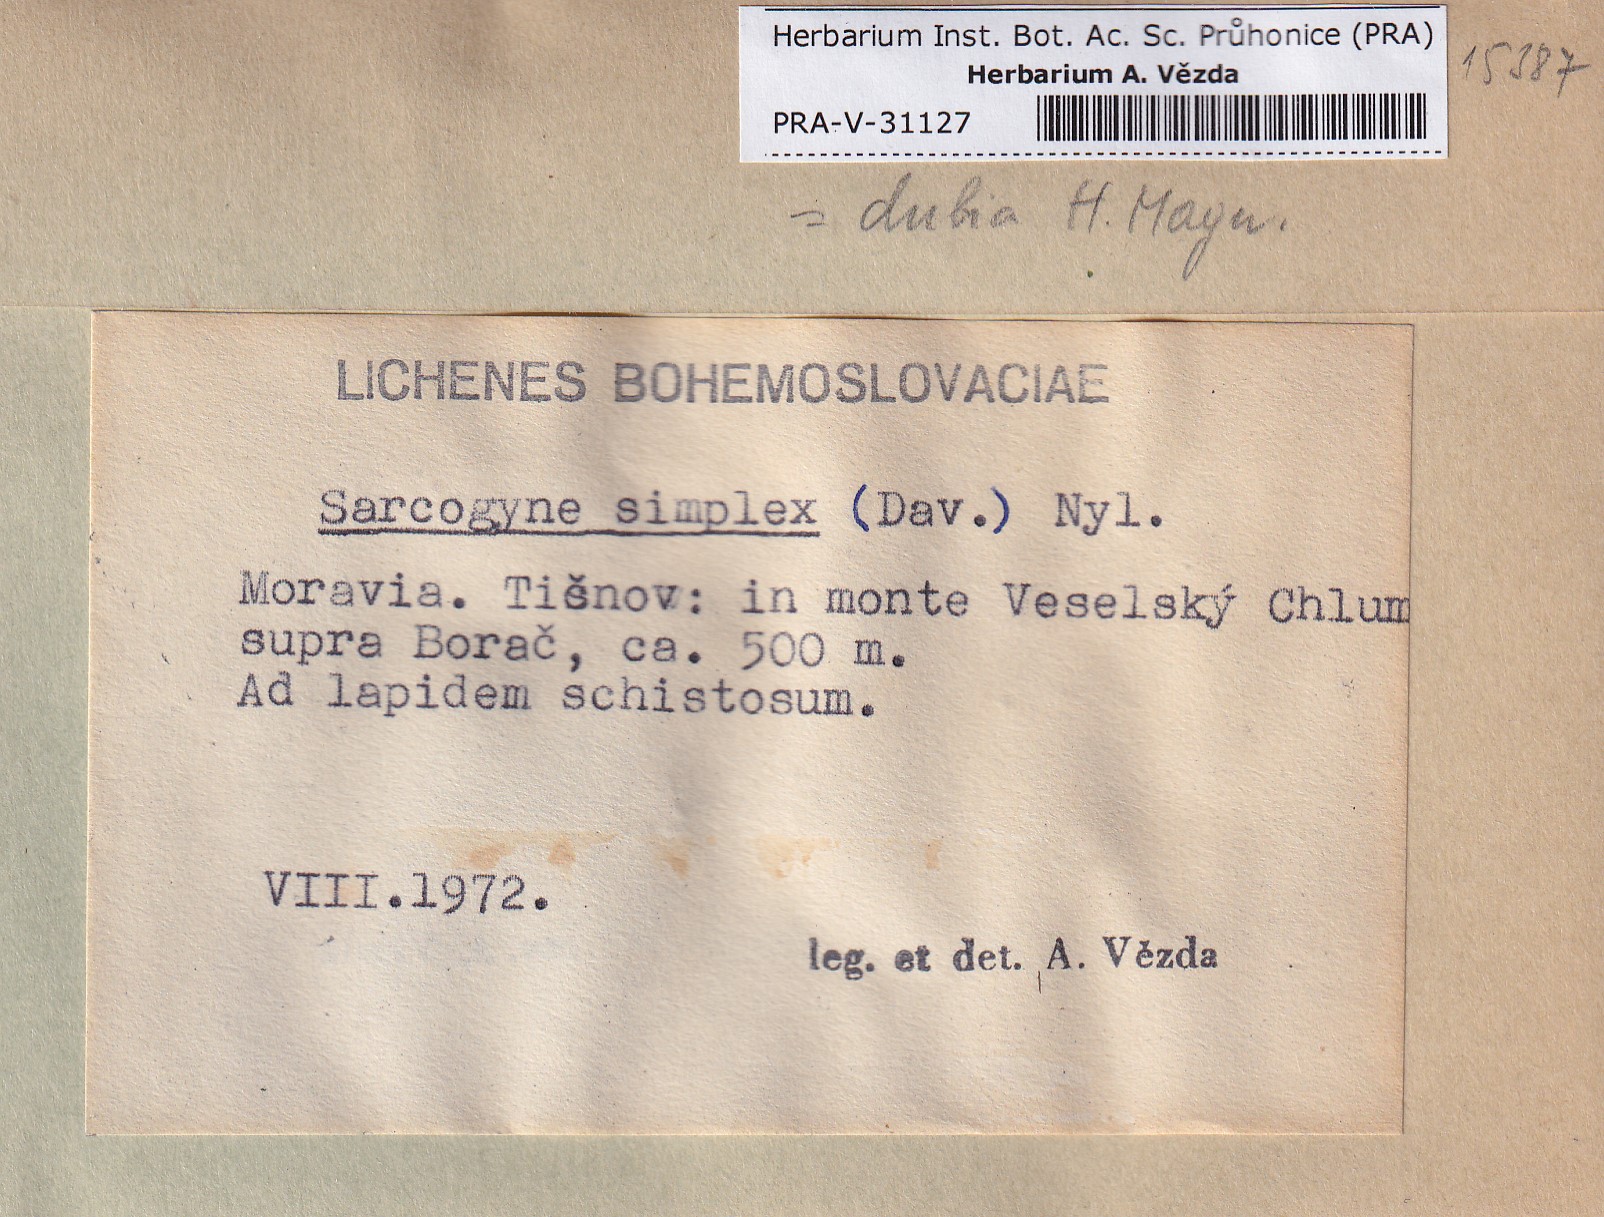 Herbarium Inst. Bot. Ac. Sc. Průhonice (PRA)
Herbarium A. Vězda
PRA-V-31127
15387
= dubia H. Magn.
LICHENES BOHEMOSLOVACIAE
Sarcogyne simplex (Dav.) Nyl.
Moravia. Tišnov: in monte Veselský Chlum
supra Borač, ca. 500 m.
Ad lapidem schistosum.
VIII.1972.
leg. et det. A. Vězda